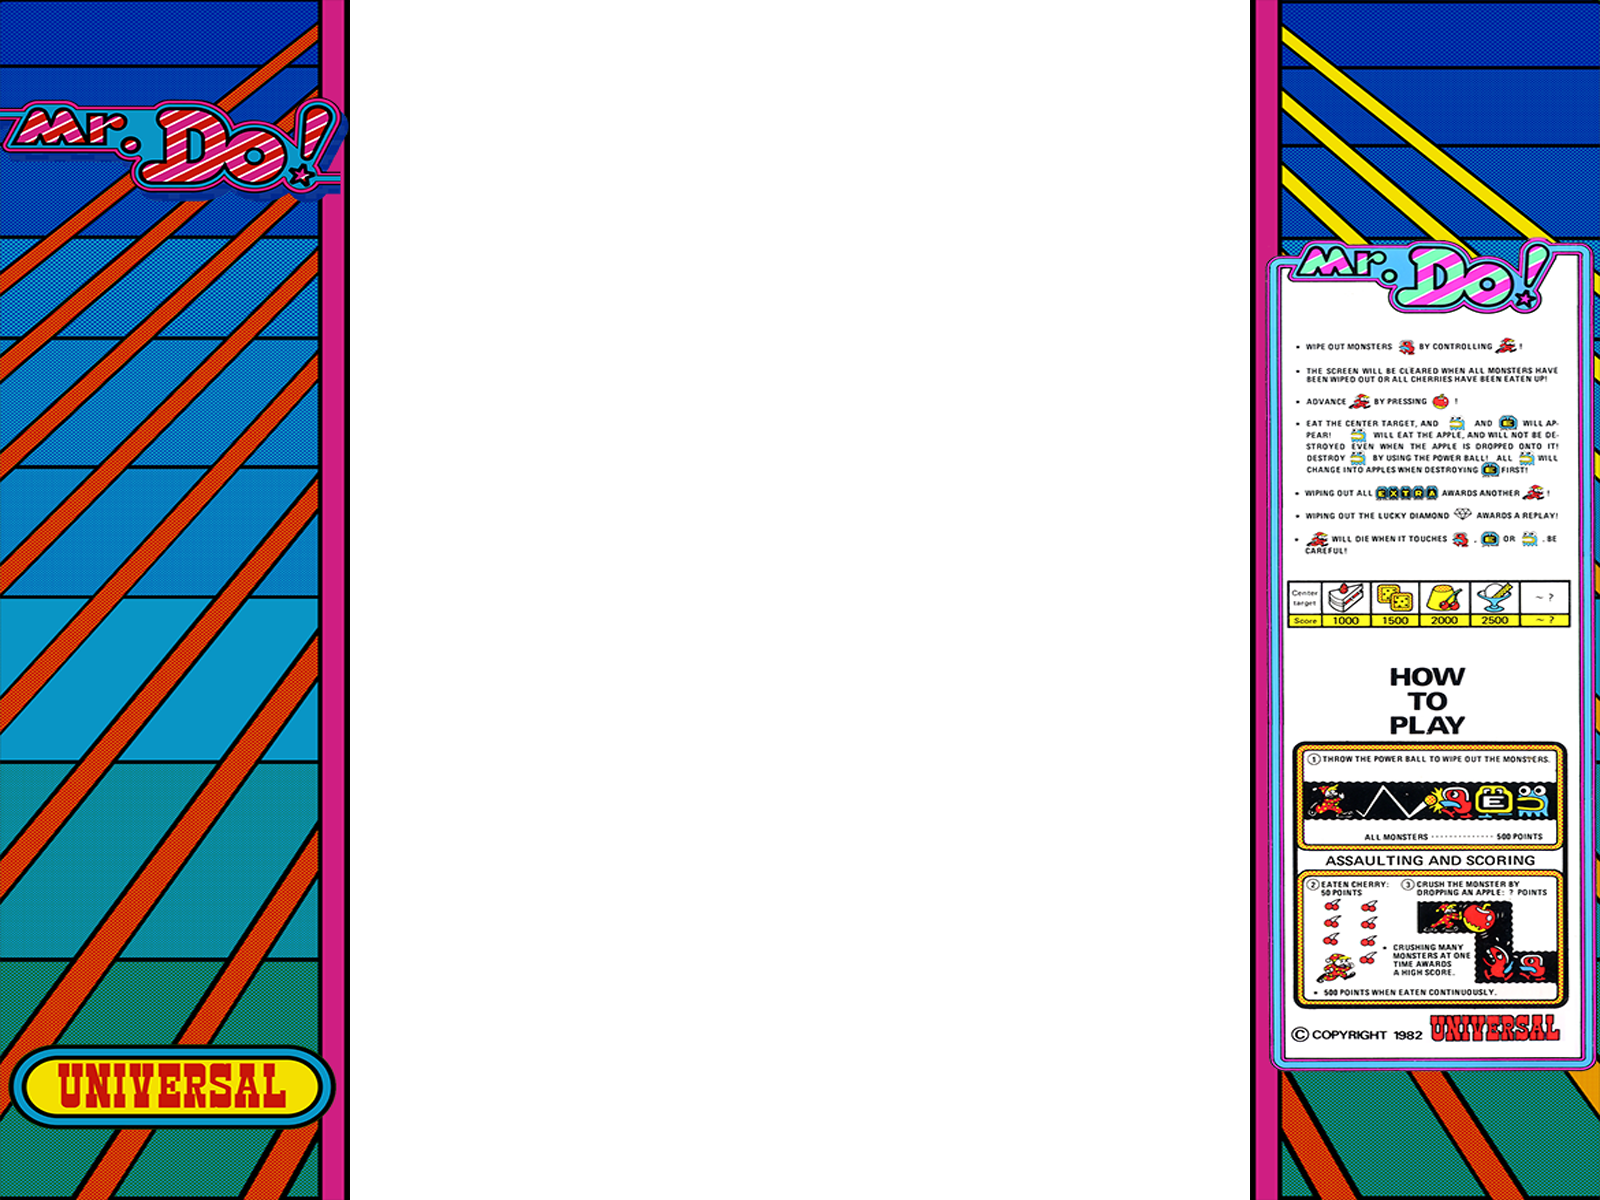 Mr. Do!
UNIVERSAL
Mr. Do!
• WIPE OUT MONSTERS BY CONTROLLING !
• THE SCREEN WILL BE CLEARED WHEN ALL MONSTERS HAVE
BEEN WIPED OUT OR ALL CHERRIES HAVE BEEN EATEN UP!
• ADVANCE BY PRESSING !
• EAT THE CENTER TARGET, AND AND WILL AP-
PEAR! WILL EAT THE APPLE, AND WILL NOT BE DE-
STROYED EVEN WHEN THE APPLE IS DROPPED ONTO IT!
DESTROY BY USING THE POWER BALL! ALL WILL
CHANGE INTO APPLES WHEN DESTROYING E FIRST!
• WIPING OUT ALL EXTRA AWARDS ANOTHER !
• WIPING OUT THE LUCKY DIAMOND AWARDS A REPLAY!
• WILL DIE WHEN IT TOUCHES , E OR . BE
CAREFUL!
Center
target
~ ?
Score 1000 1500 2000 2500 ~ ?
HOW
TO
PLAY
1 THROW THE POWER BALL TO WIPE OUT THE MONSTERS.
E
ALL MONSTERS ·············· 500 POINTS
ASSAULTING AND SCORING
2 EATEN CHERRY:
50 POINTS
3 CRUSH THE MONSTER BY
DROPPING AN APPLE: ? POINTS
• CRUSHING MANY
MONSTERS AT ONE
TIME AWARDS
A HIGH SCORE.
• 500 POINTS WHEN EATEN CONTINUOUSLY.
© COPYRIGHT 1982 UNIVERSAL